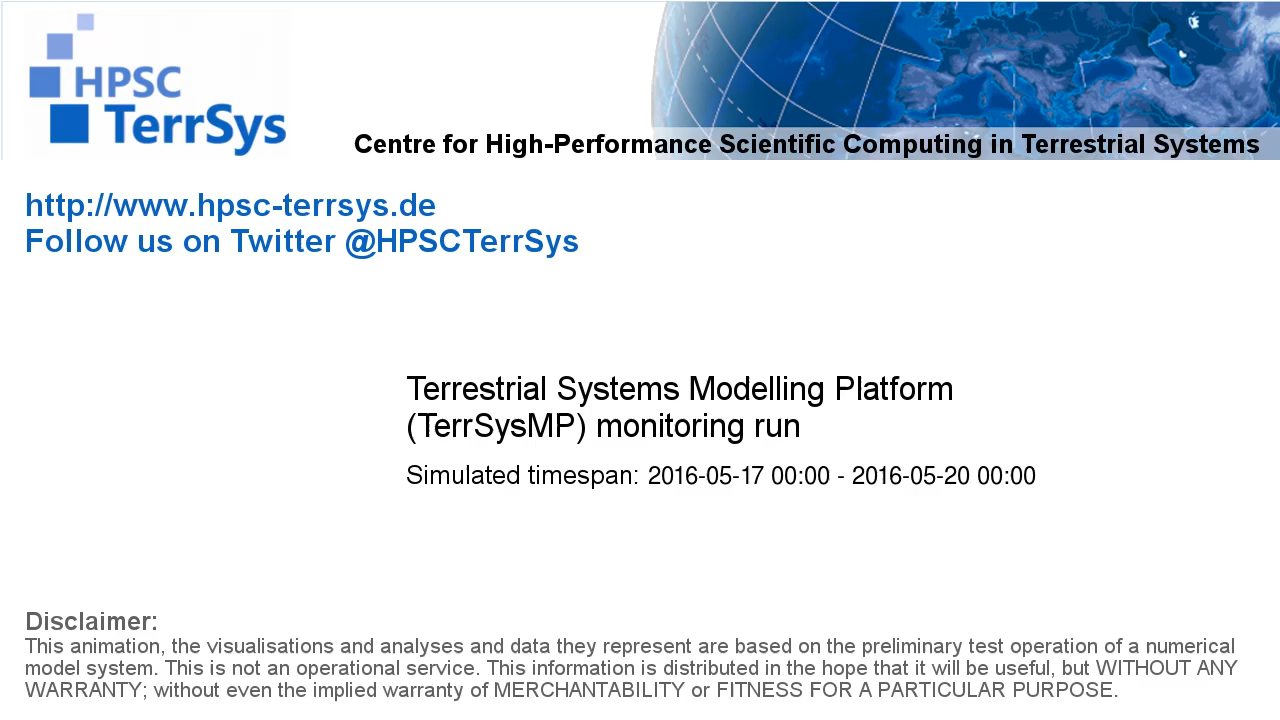 HPSC
TerrSys
Centre for High-Performance Scientific Computing in Terrestrial Systems
http://www.hpsc-terrsys.de
Follow us on Twitter @HPSCTerrSys
Terrestrial Systems Modelling Platform
(TerrSysMP) monitoring run
Simulated timespan: 2016-05-17 00:00 - 2016-05-20 00:00
Disclaimer:
This animation, the visualisations and analyses and data they represent are based on the preliminary test operation of a numerical
model system. This is not an operational service. This information is distributed in the hope that it will be useful, but WITHOUT ANY
WARRANTY; without even the implied warranty of MERCHANTABILITY or FITNESS FOR A PARTICULAR PURPOSE.